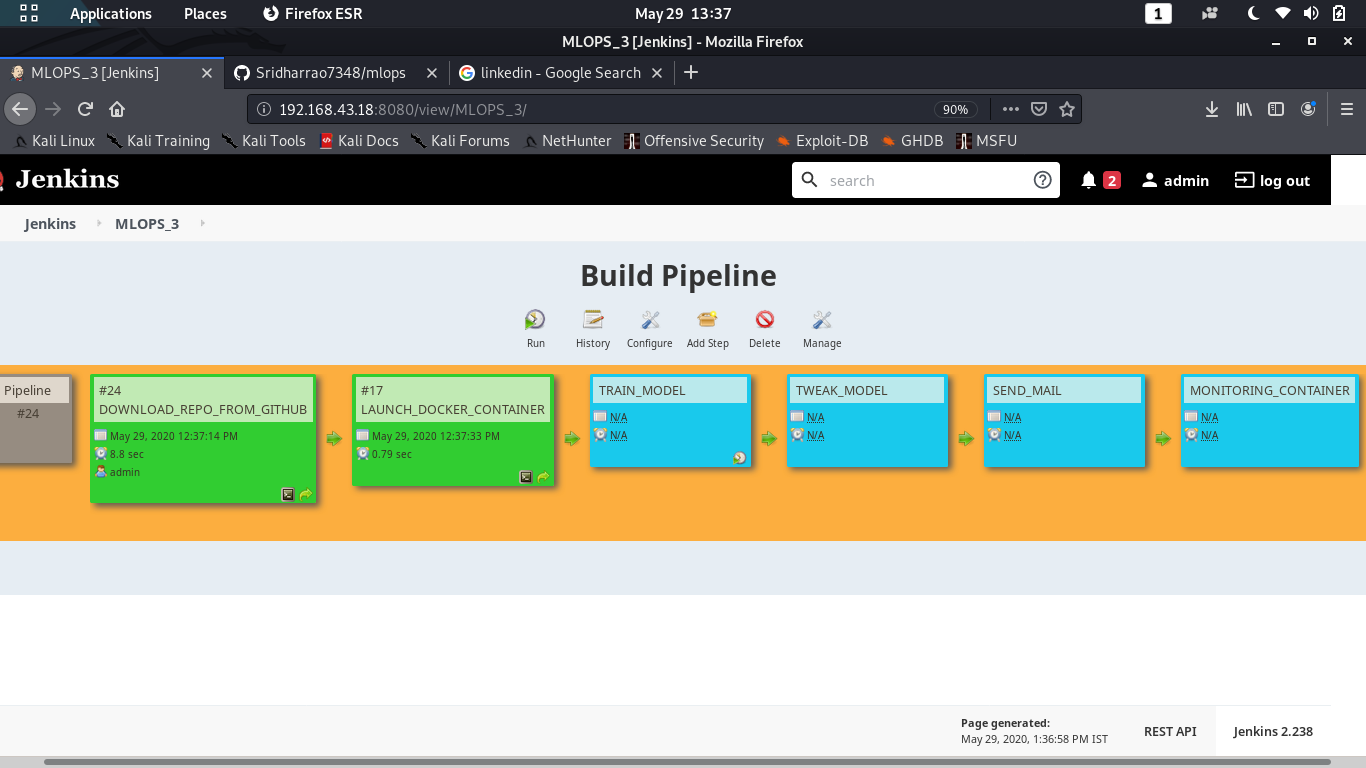 Applications Places Firefox ESR May 29 13:37 1
MLOPS_3 [Jenkins] - Mozilla Firefox
MLOPS_3 [Jenkins] Sridharrao7348/mlops linkedin - Google Search
192.168.43.18:8080/view/MLOPS_3/ 90%
Kali Linux Kali Training Kali Tools Kali Docs Kali Forums NetHunter Offensive Security Exploit-DB GHDB MSFU
Jenkins search 2 admin log out
Jenkins MLOPS_3
Build Pipeline
Run History Configure Add Step Delete Manage
Pipeline
#24
#24
DOWNLOAD_REPO_FROM_GITHUB
May 29, 2020 12:37:14 PM
8.8 sec
admin
#17
LAUNCH_DOCKER_CONTAINER
May 29, 2020 12:37:33 PM
0.79 sec
TRAIN_MODEL
N/A
N/A
TWEAK_MODEL
N/A
N/A
SEND_MAIL
N/A
N/A
MONITORING_CONTAINER
N/A
N/A
Page generated:
May 29, 2020, 1:36:58 PM IST
REST API
Jenkins 2.238